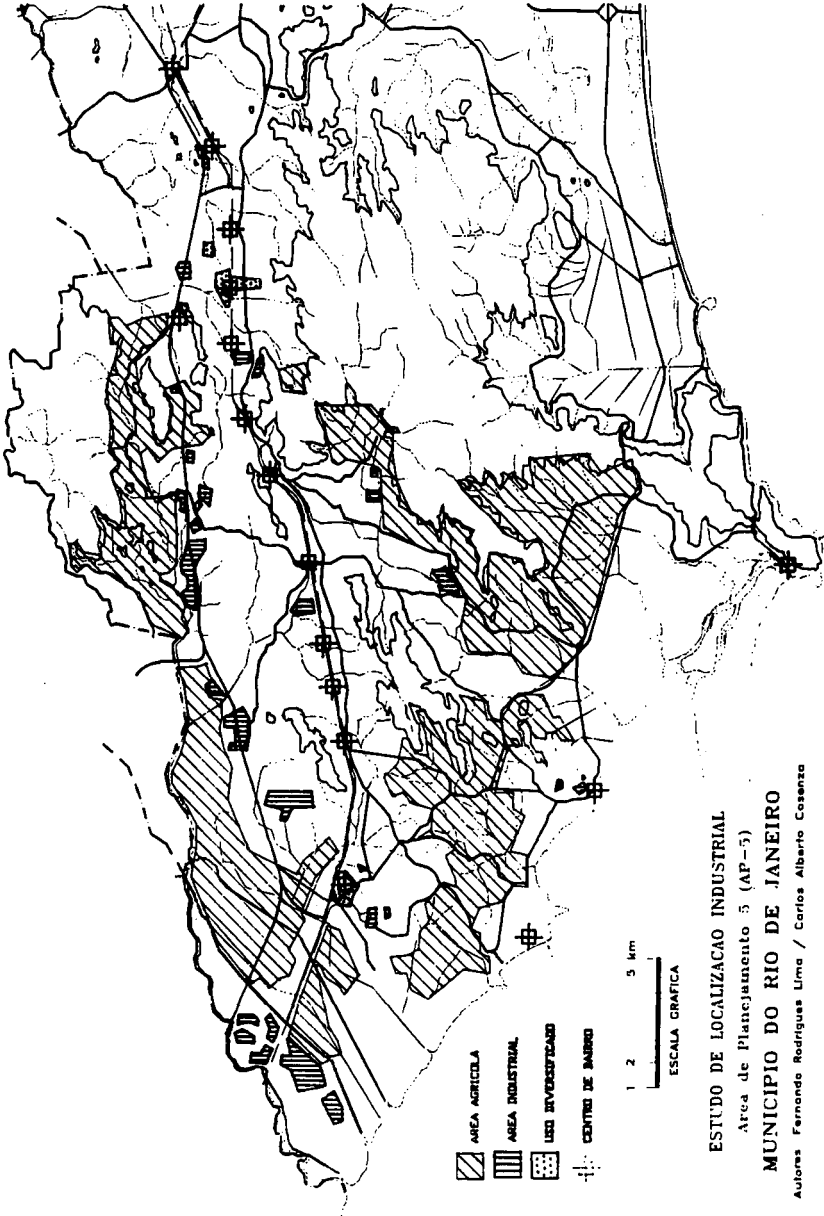 AREA AGRICOLA
AREA INDUSTRIAL
USO DIVERSIFICADO
CENTRO DE BAIRRO
1 2 5 km
ESCALA GRAFICA
ESTUDO DE LOCALIZACAO INDUSTRIAL
Area de Planejamento 5 (AP-5)
MUNICIPIO DO RIO DE JANEIRO
Autores Fernando Rodrigues Lima / Carlos Alberto Cosenza